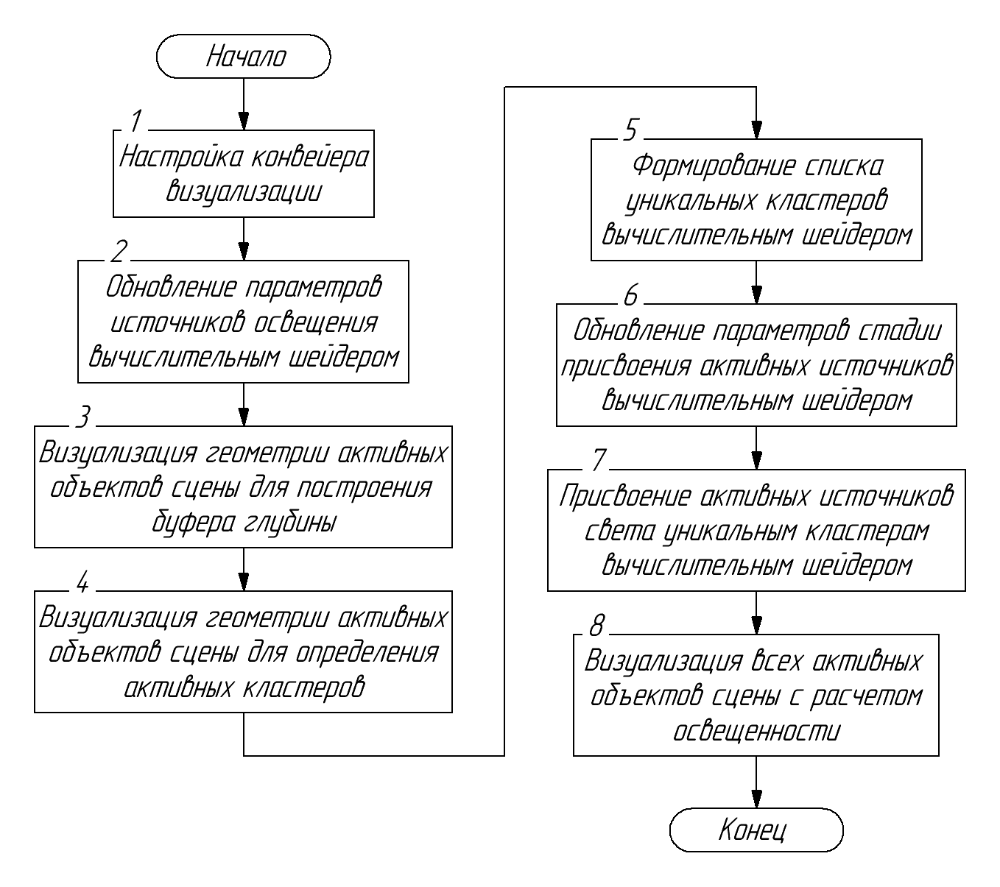 Начало
1
Настройка конвейера
визуализации
2
Обновление параметров
источников освещения
вычислительным шейдером
3
Визуализация геометрии активных
объектов сцены для построения
буфера глубины
4
Визуализация геометрии активных
объектов сцены для определения
активных кластеров
5
Формирование списка
уникальных кластеров
вычислительным шейдером
6
Обновление параметров стадии
присвоения активных источников
вычислительным шейдером
7
Присвоение активных источников
света уникальным кластерам
вычислительным шейдером
8
Визуализация всех активных
объектов сцены с расчетом
освещенности
Конец